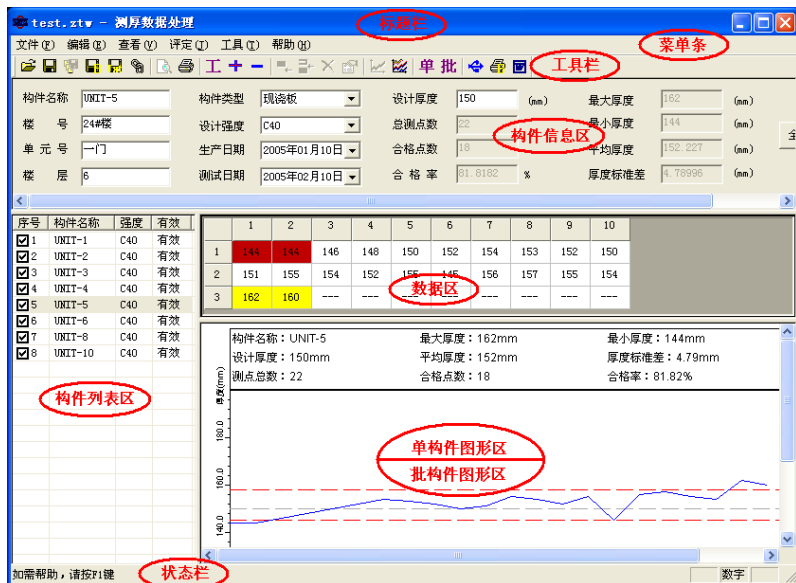 test.ztw - 测厚数据处理 标题栏
文件(F) 编辑(E) 查看(V) 评定(I) 工具(T) 帮助(H) 菜单条
工 + - 单 批 工具栏
构件名称 UNIT-5 构件类型 现浇板 设计厚度 150 (mm) 最大厚度 162 (mm)
楼 号 24#楼 设计强度 C40 总测点数 22 最小厚度 144 (mm) 全
构件信息区
单 元 号 一门 生产日期 2005年01月10日 合格点数 18 平均厚度 152.227 (mm)
楼 层 6 测试日期 2005年02月10日 合 格 率 81.8182 % 厚度标准差 4.78996 (mm)
序号 构件名称 强度 有效
1 UNIT-1 C40 有效
2 UNIT-2 C40 有效
3 UNIT-3 C40 有效
4 UNIT-4 C40 有效
5 UNIT-5 C40 有效
6 UNIT-6 C40 有效
7 UNIT-8 C40 有效
8 UNIT-10 C40 有效
构件列表区
1 2 3 4 5 6 7 8 9 10
1 144 144 146 148 150 152 154 153 152 150
2 151 155 154 152 155 145 156 157 155 154
数据区
3 162 160 --- --- --- --- --- --- --- ---
构件名称：UNIT-5 最大厚度：162mm 最小厚度：144mm
设计厚度：150mm 平均厚度：152mm 厚度标准差：4.79mm
测点总数：22 合格点数：18 合格率：81.82%
厚度(mm)
180.0
160.0
140.0
单构件图形区
批构件图形区
如需帮助，请按F1键 状态栏 数字